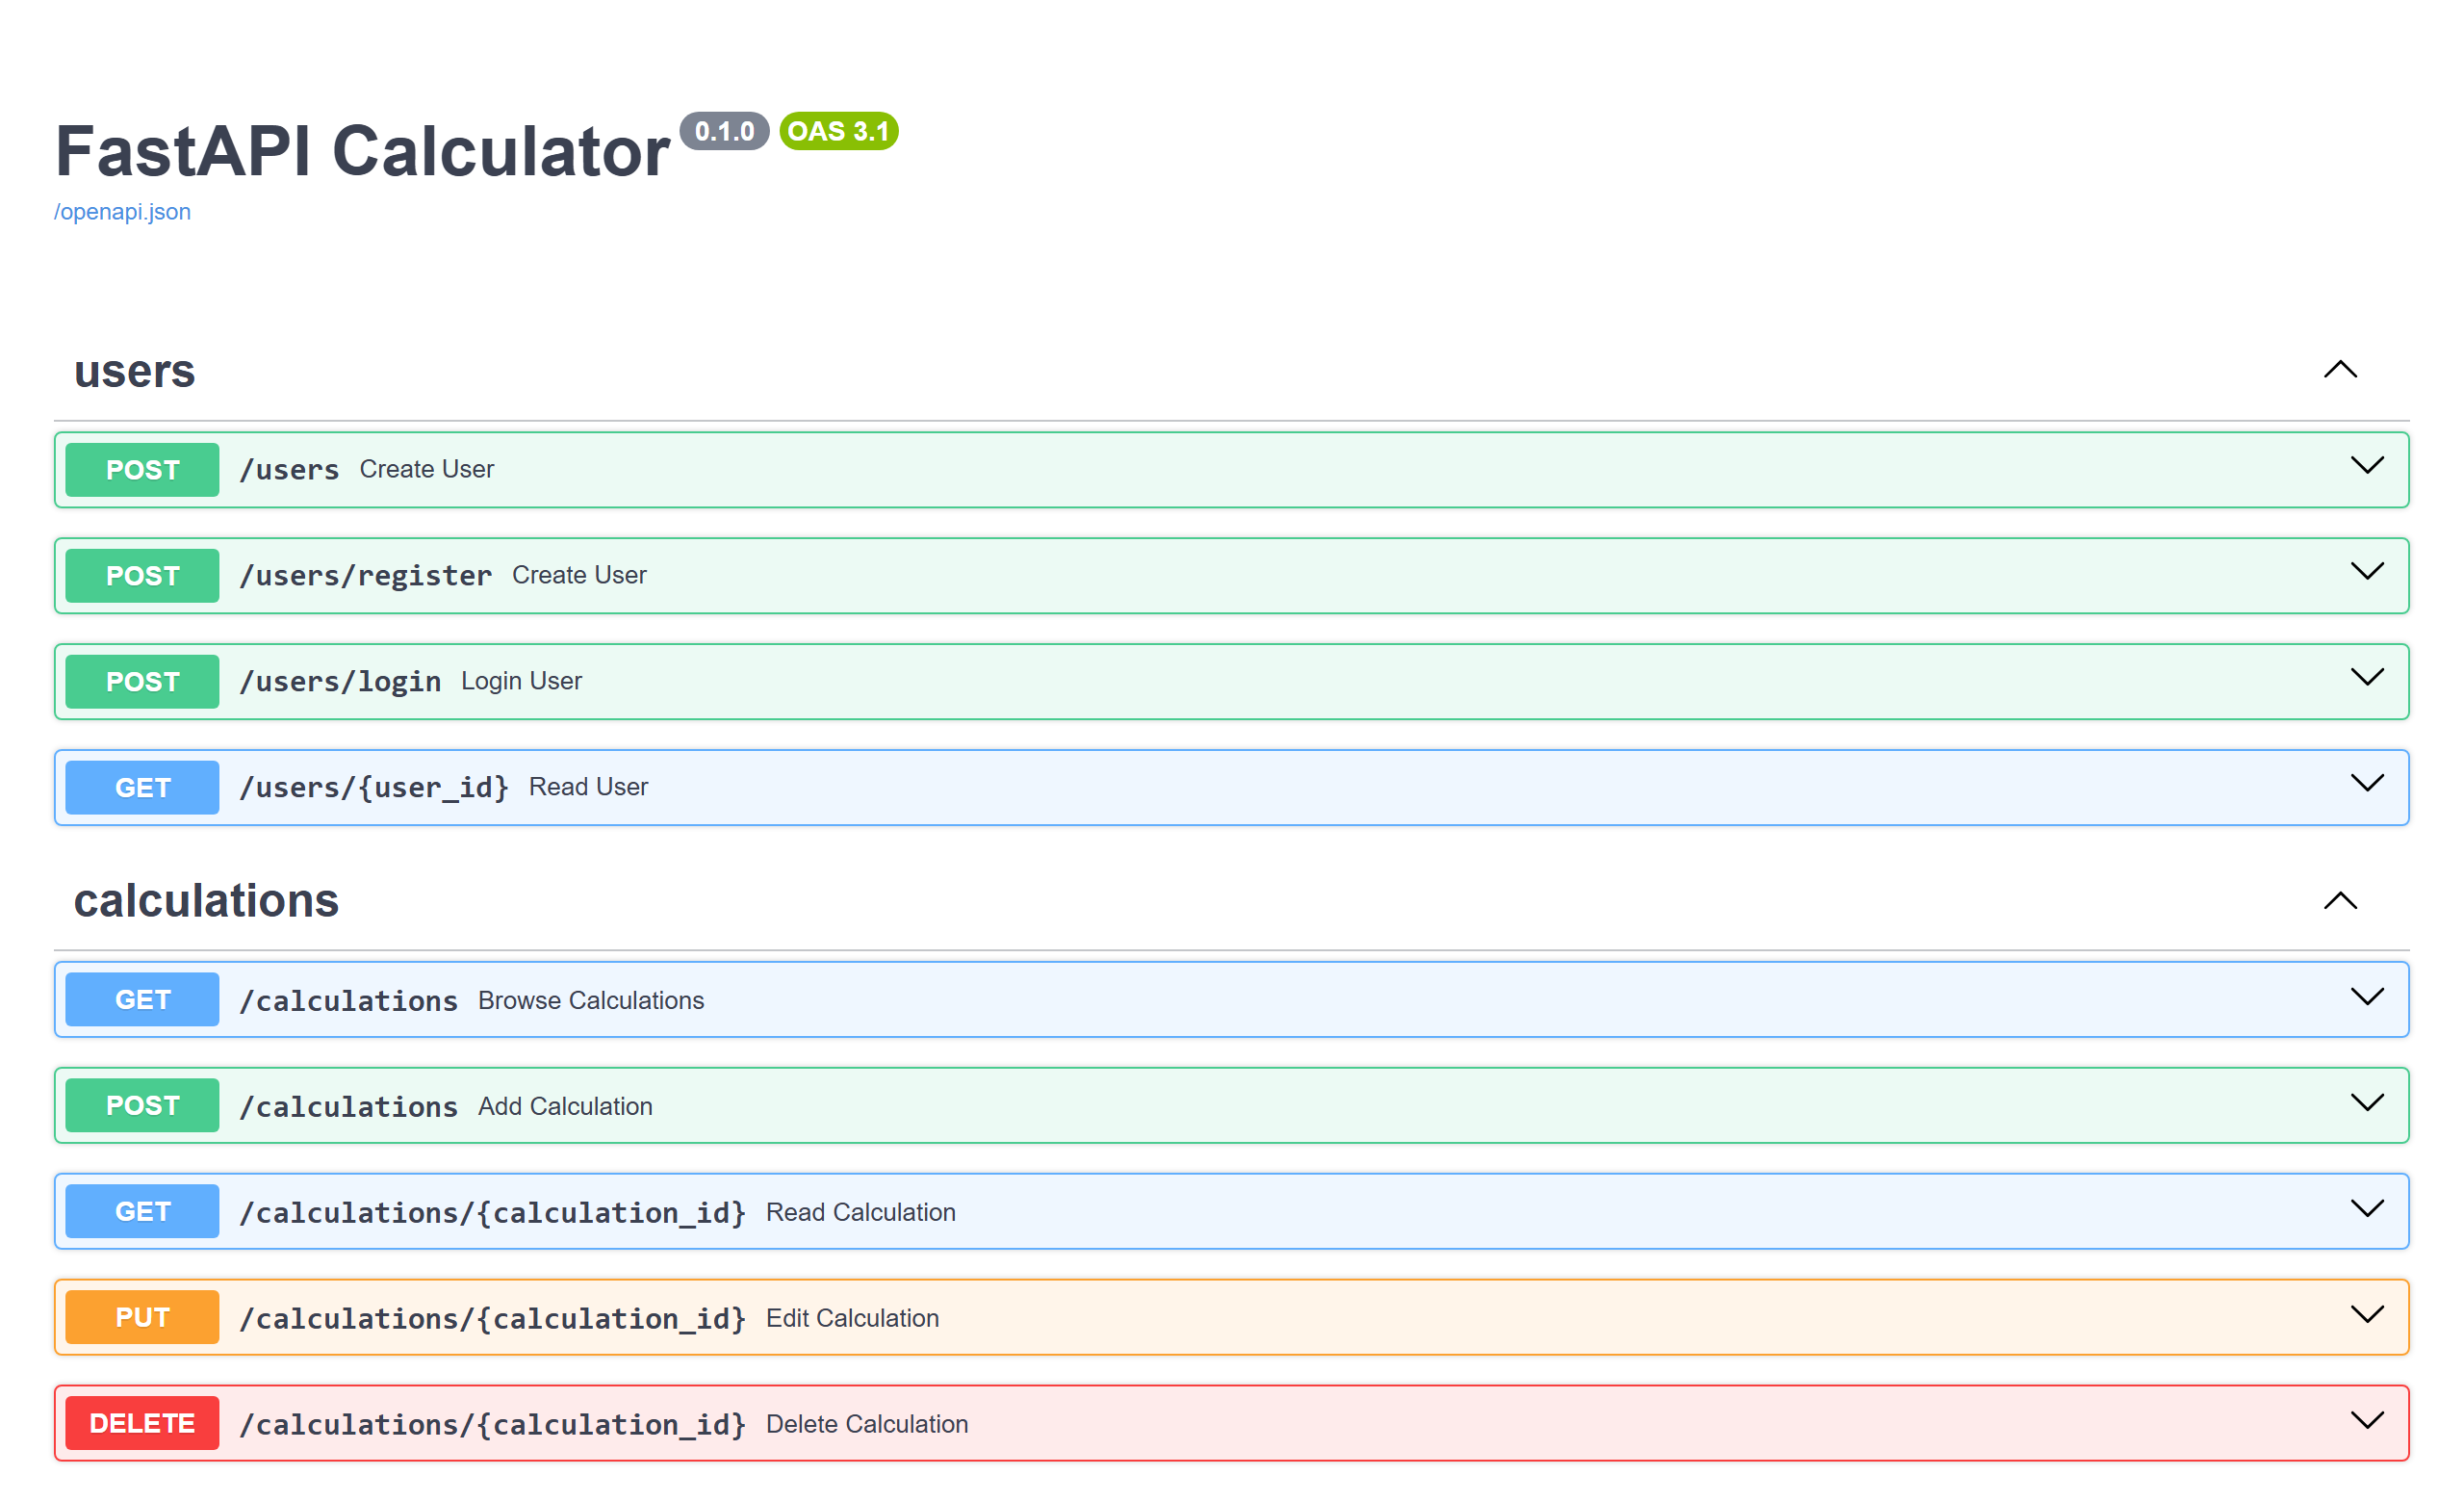 FastAPI Calculator 0.1.0 OAS 3.1
/openapi.json
users
POST /users Create User
POST /users/register Create User
POST /users/login Login User
GET /users/{user_id} Read User
calculations
GET /calculations Browse Calculations
POST /calculations Add Calculation
GET /calculations/{calculation_id} Read Calculation
PUT /calculations/{calculation_id} Edit Calculation
DELETE /calculations/{calculation_id} Delete Calculation